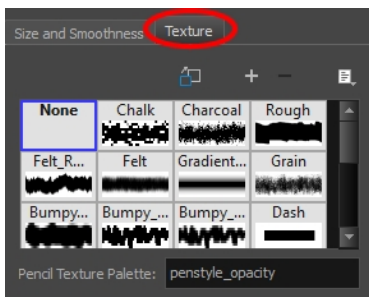 Size and Smoothness Texture
None Chalk Charcoal Rough
Felt_R... Felt Gradient... Grain
Bumpy... Bumpy_... Bumpy_... Dash
Pencil Texture Palette: penstyle_opacity